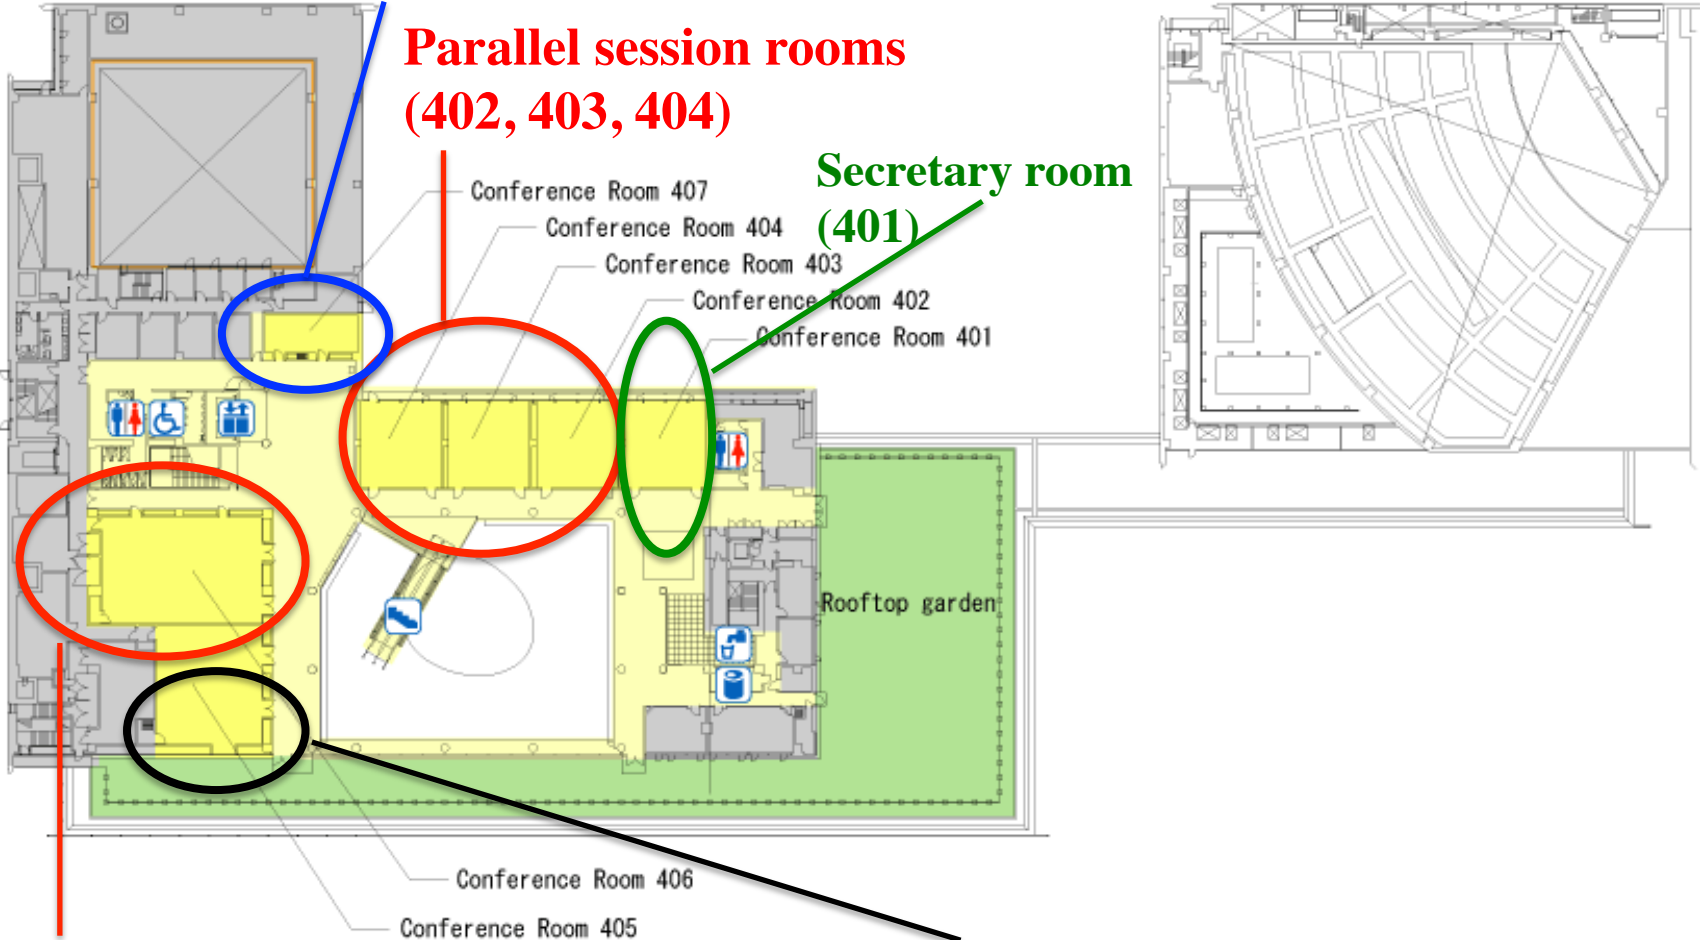 Parallel session rooms
(402, 403, 404)
Secretary room
(401)
Conference Room 407
Conference Room 404
Conference Room 403
Conference Room 402
Conference Room 401
Rooftop garden
Conference Room 406
Conference Room 405